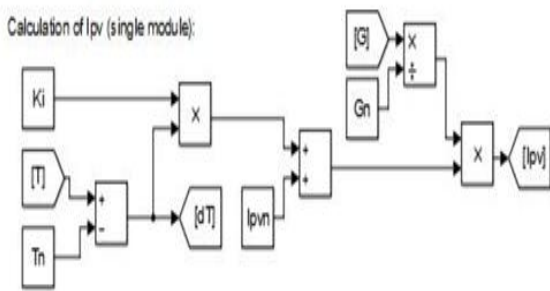 Calculation of Ipv (single module):
[G]
X
÷
Ki
X
Gn
[T]
+
+
X
[Ipv]
+
-
[dT]
Ipvn
Tn